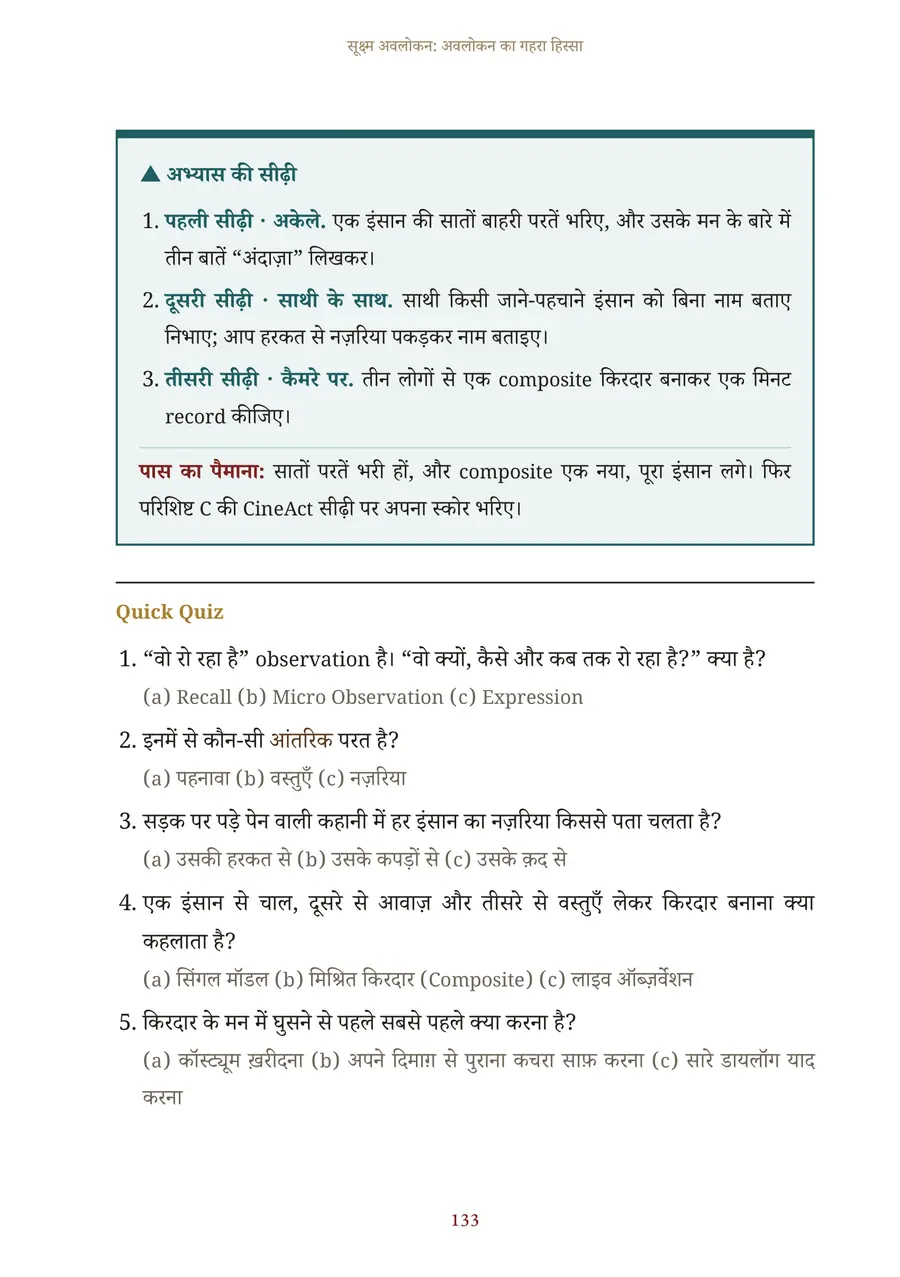 सूक्ष्म अवलोकन: अवलोकन का गहरा हिस्सा
▲ अभ्यास की सीढ़ी
1. पहली सीढ़ी · अकेले. एक इंसान की सातों बाहरी परतें भरिए, और उसके मन के बारे में
तीन बातें “अंदाज़ा” लिखकर।
2. दूसरी सीढ़ी · साथी के साथ. साथी किसी जाने-पहचाने इंसान को बिना नाम बताए
निभाए; आप हरकत से नज़रिया पकड़कर नाम बताइए।
3. तीसरी सीढ़ी · कैमरे पर. तीन लोगों से एक composite किरदार बनाकर एक मिनट
record कीजिए।
पास का पैमाना: सातों परतें भरी हों, और composite एक नया, पूरा इंसान लगे। फिर
परिशिष्ट C की CineAct सीढ़ी पर अपना स्कोर भरिए।
Quick Quiz
1. “वो रो रहा है” observation है। “वो क्यों, कैसे और कब तक रो रहा है?” क्या है?
(a) Recall (b) Micro Observation (c) Expression
2. इनमें से कौन-सी आंतरिक परत है?
(a) पहनावा (b) वस्तुएँ (c) नज़रिया
3. सड़क पर पड़े पेन वाली कहानी में हर इंसान का नज़रिया किससे पता चलता है?
(a) उसकी हरकत से (b) उसके कपड़ों से (c) उसके क़द से
4. एक इंसान से चाल, दूसरे से आवाज़ और तीसरे से वस्तुएँ लेकर किरदार बनाना क्या
कहलाता है?
(a) सिंगल मॉडल (b) मिश्रित किरदार (Composite) (c) लाइव ऑब्ज़र्वेशन
5. किरदार के मन में घुसने से पहले सबसे पहले क्या करना है?
(a) कॉस्ट्यूम ख़रीदना (b) अपने दिमाग़ से पुराना कचरा साफ़ करना (c) सारे डायलॉग याद
करना
133